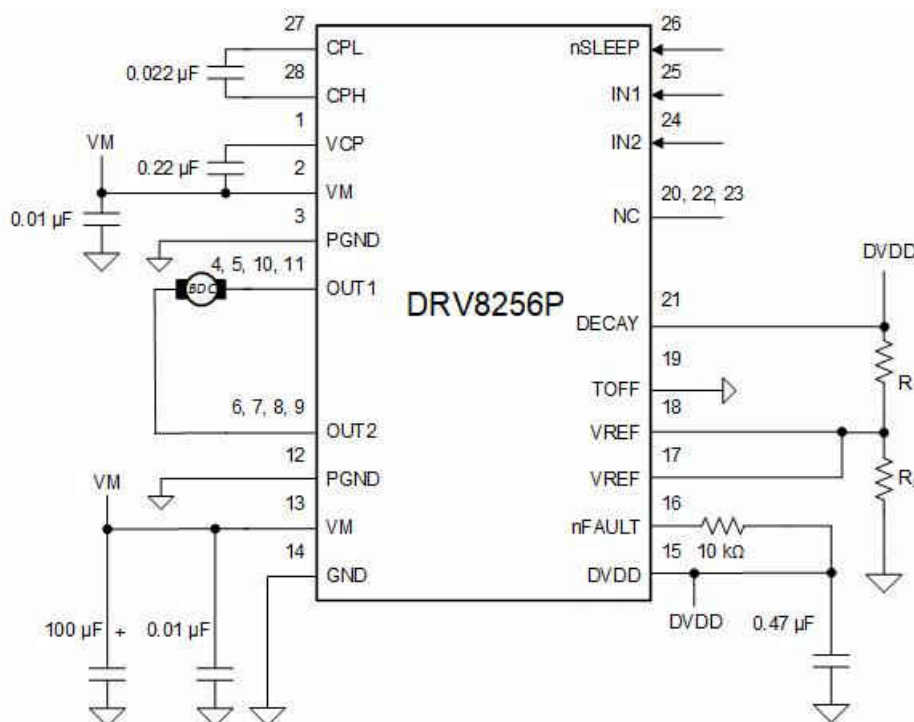 27
CPL
0.022 µF
28
CPH
1
VCP
VM
0.22 µF
2
VM
0.01 µF
3
PGND
4, 5, 10, 11
BDC
OUT1
6, 7, 8, 9
OUT2
12
PGND
VM
13
VM
14
GND
100 µF +
0.01 µF
DRV8256P
26
nSLEEP
25
IN1
24
IN2
20, 22, 23
NC
DVDD
21
DECAY
R
19
TOFF
18
VREF
17
VREF
R
16
nFAULT
10 kΩ
15
DVDD
DVDD
0.47 µF